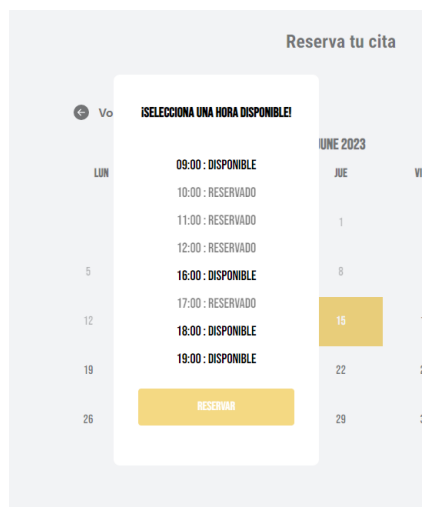 Reserva tu cita
Vo
¡SELECCIONA UNA HORA DISPONIBLE!
JUNE 2023
LUN
JUE
09:00 : DISPONIBLE
10:00 : RESERVADO
11:00 : RESERVADO
1
12:00 : RESERVADO
5
16:00 : DISPONIBLE
8
17:00 : RESERVADO
12
18:00 : DISPONIBLE
15
19:00 : DISPONIBLE
19
22
RESERVAR
26
29